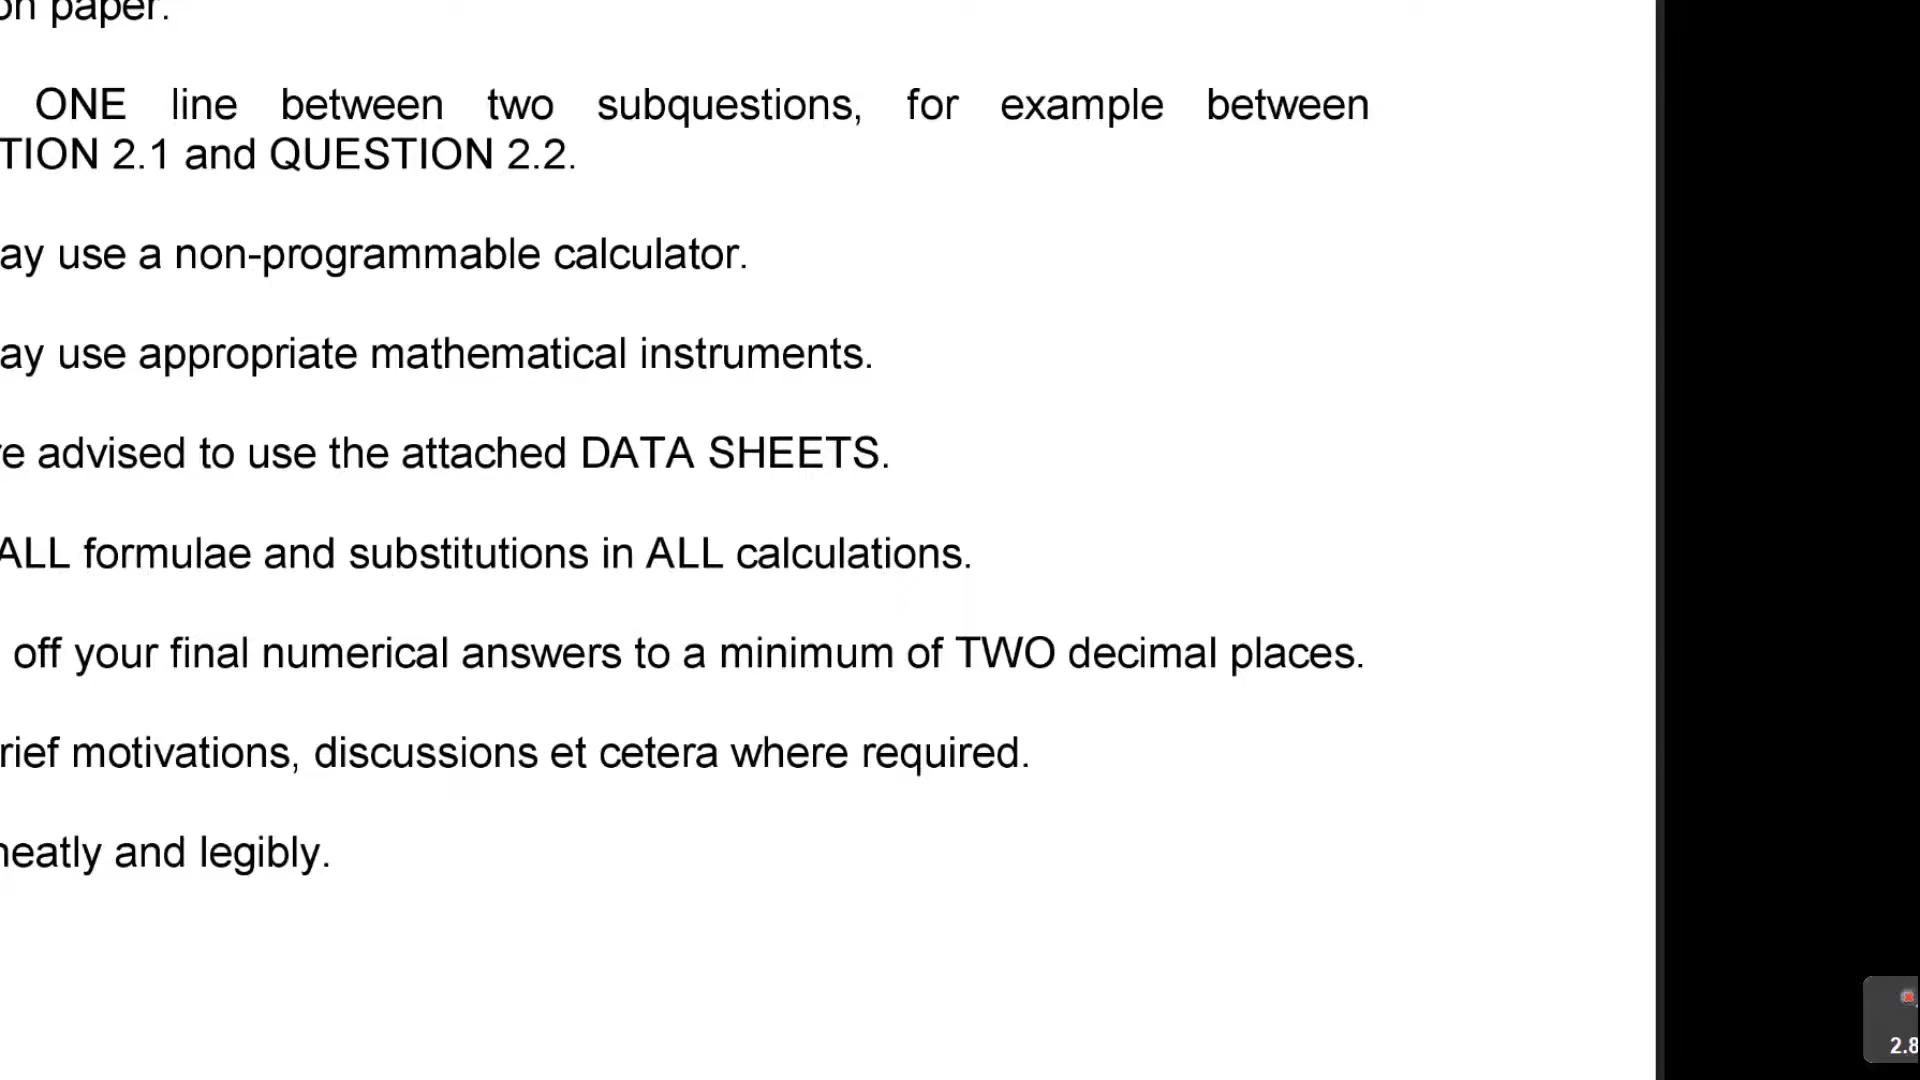 on paper.
ONE line between two subquestions, for example between
TION 2.1 and QUESTION 2.2.
ay use a non-programmable calculator.
ay use appropriate mathematical instruments.
re advised to use the attached DATA SHEETS.
ALL formulae and substitutions in ALL calculations.
off your final numerical answers to a minimum of TWO decimal places.
rief motivations, discussions et cetera where required.
neatly and legibly.
2.8